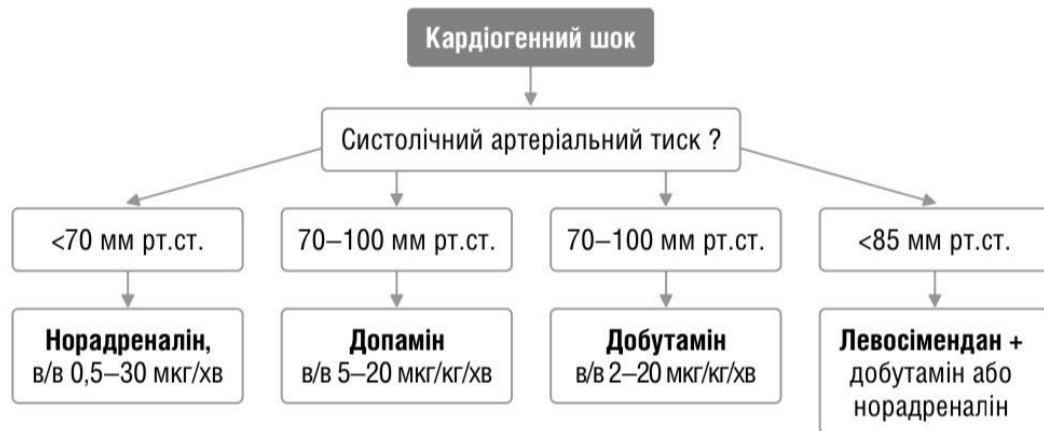 Кардіогенний шок
Систолічний артеріальний тиск ?
<70 мм рт.ст.
70–100 мм рт.ст.
70–100 мм рт.ст.
<85 мм рт.ст.
Норадреналін,
в/в 0,5–30 мкг/хв
Допамін
в/в 5–20 мкг/кг/хв
Добутамін
в/в 2–20 мкг/кг/хв
Левосімендан +
добутамін або
норадреналін